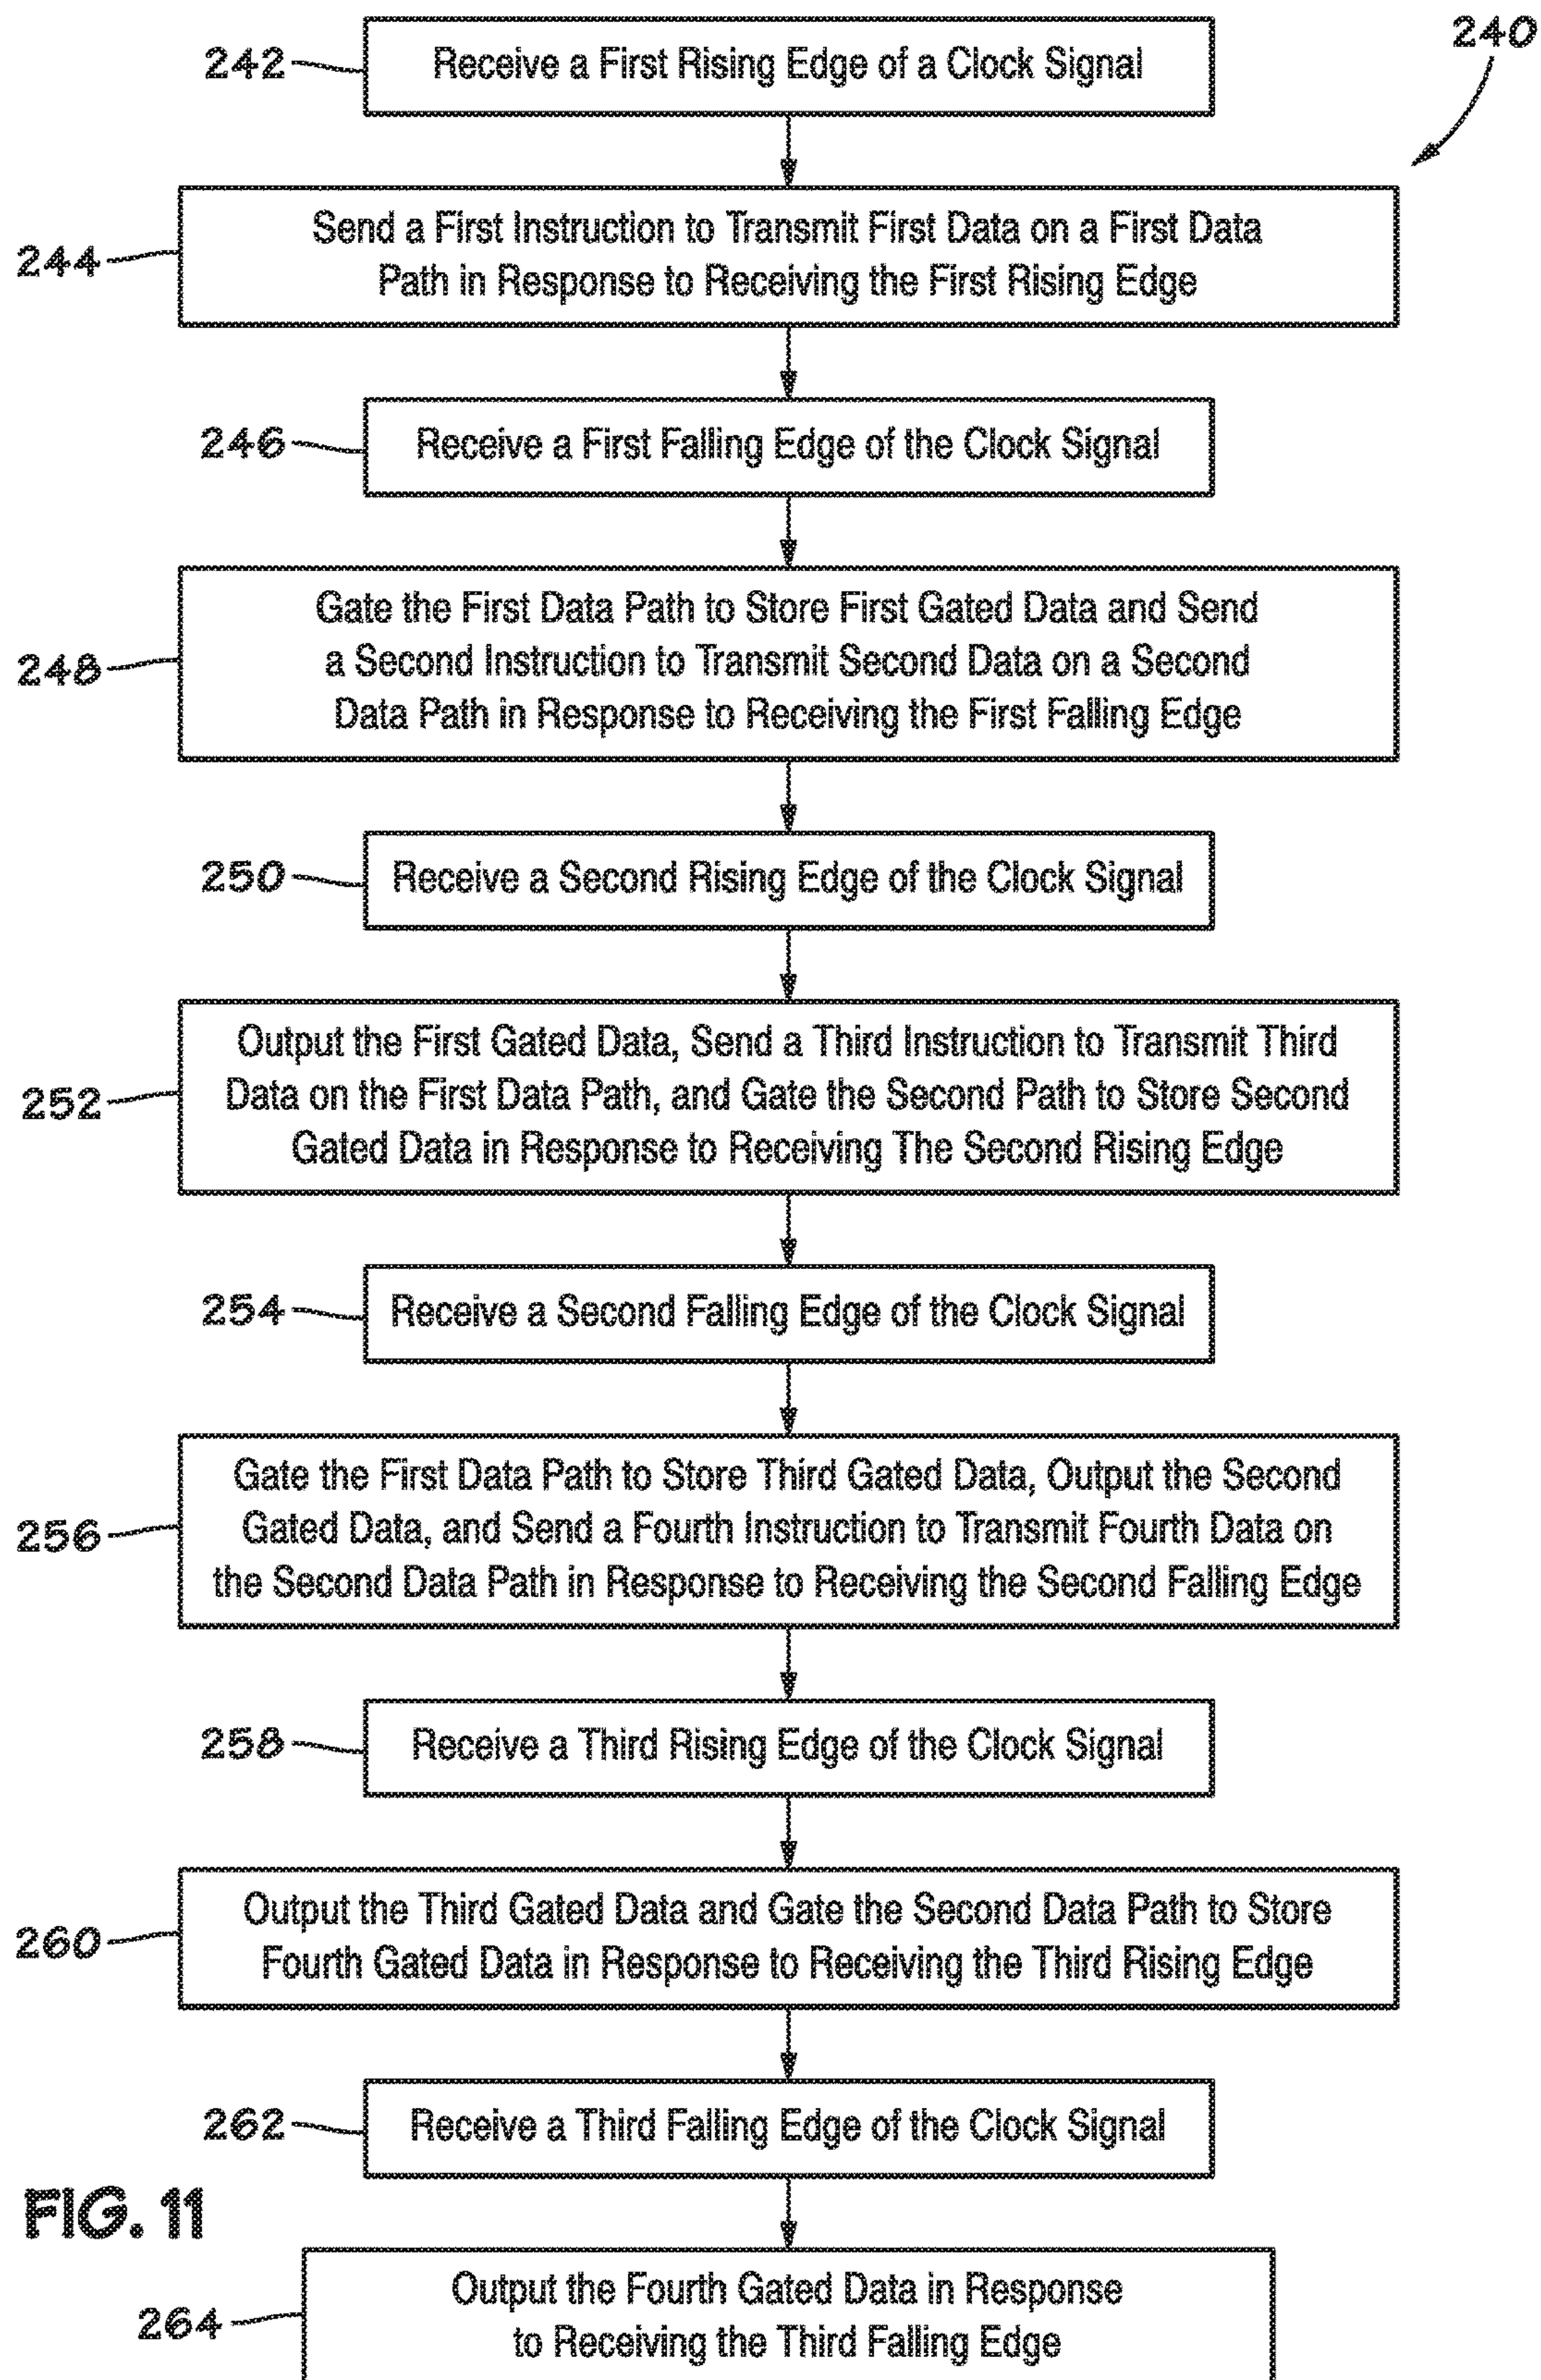 240
242
Receive a First Rising Edge of a Clock Signal
244
Send a First Instruction to Transmit First Data on a First Data
Path in Response to Receiving the First Rising Edge
246
Receive a First Falling Edge of the Clock Signal
248
Gate the First Data Path to Store First Gated Data and Send
a Second Instruction to Transmit Second Data on a Second
Data Path in Response to Receiving the First Falling Edge
250
Receive a Second Rising Edge of the Clock Signal
252
Output the First Gated Data, Send a Third Instruction to Transmit Third
Data on the First Data Path, and Gate the Second Path to Store Second
Gated Data in Response to Receiving The Second Rising Edge
254
Receive a Second Falling Edge of the Clock Signal
256
Gate the First Data Path to Store Third Gated Data, Output the Second
Gated Data, and Send a Fourth Instruction to Transmit Fourth Data on
the Second Data Path in Response to Receiving the Second Falling Edge
258
Receive a Third Rising Edge of the Clock Signal
260
Output the Third Gated Data and Gate the Second Data Path to Store
Fourth Gated Data in Response to Receiving the Third Rising Edge
262
Receive a Third Falling Edge of the Clock Signal
FIG. 11
264
Output the Fourth Gated Data in Response
to Receiving the Third Falling Edge